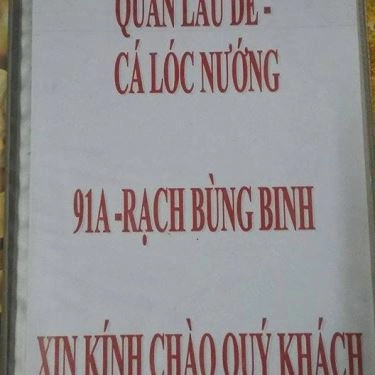 QUÁN LẨU DÊ -
CÁ LÓC NƯỚNG
91A -RẠCH BÙNG BINH
XIN KÍNH CHÀO QUÝ KHÁCH